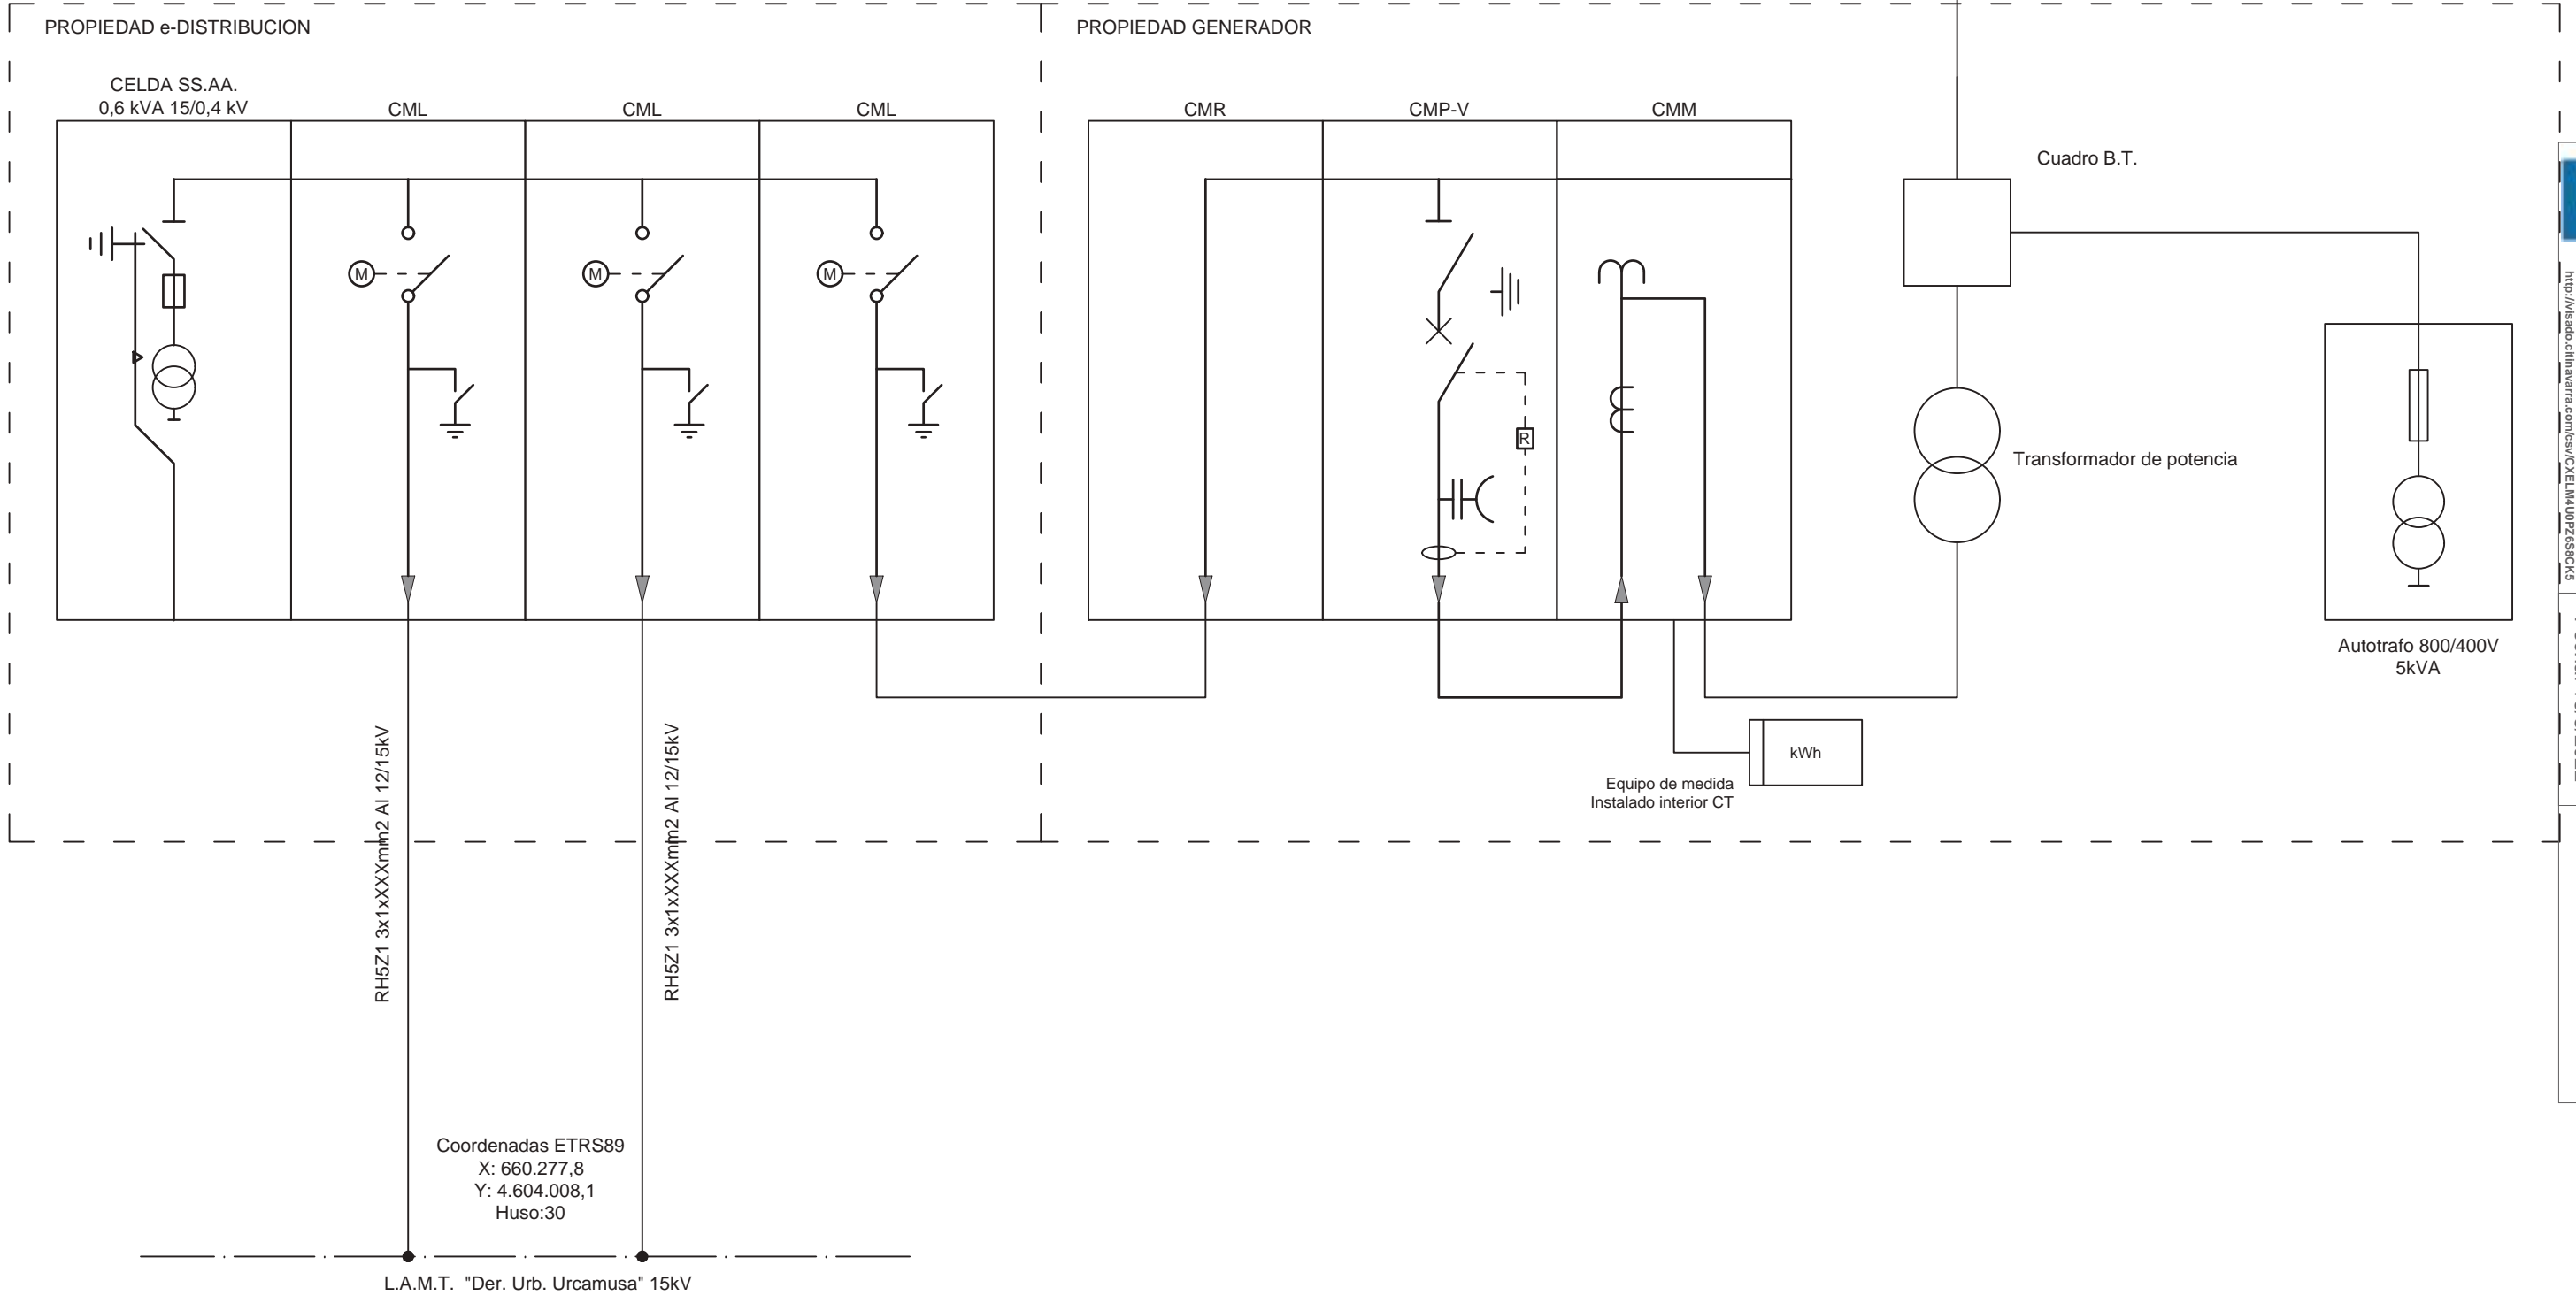 PROPIEDAD e-DISTRIBUCION
PROPIEDAD GENERADOR
CELDA SS.AA.
0,6 kVA 15/0,4 kV
CML
CML
CML
CMR
CMP-V
CMM
Cuadro B.T.
M
M
M
R
Transformador de potencia
Autotrafo 800/400V
5kVA
kWh
Equipo de medida
Instalado interior CT
RH5Z1 3x1xXXXmm2 Al 12/15kV
RH5Z1 3x1xXXXmm2 Al 12/15kV
Coordenadas ETRS89
X: 660.277,8
Y: 4.604.008,1
Huso:30
L.A.M.T. "Der. Urb. Urcamusa" 15kV
http://visado.citinavarra.com/csv/CXELM4U0PZ6S8CK5